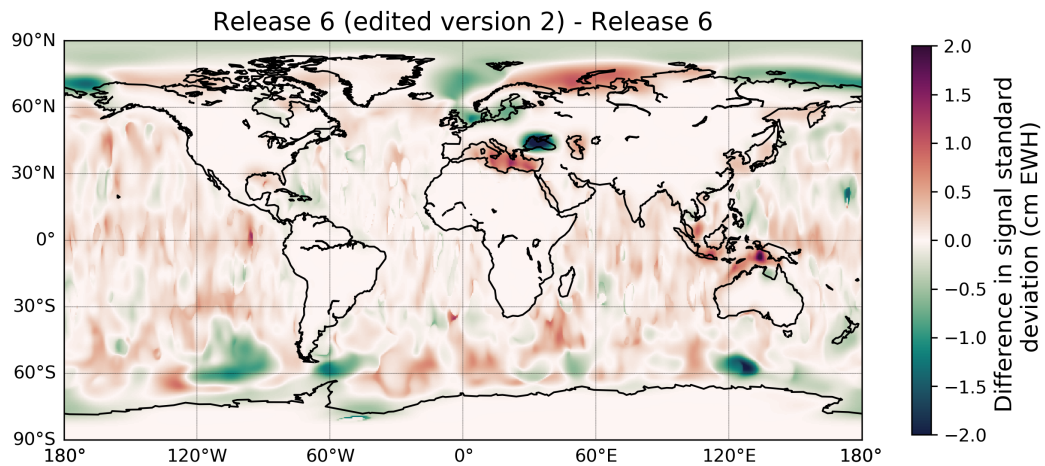 Release 6 (edited version 2) - Release 6
90°N
60°N
30°N
0°
30°S
60°S
90°S
180°
120°W
60°W
0°
60°E
120°E
180°
2.0
1.5
1.0
0.5
0.0
−0.5
−1.0
−1.5
−2.0
Difference in signal standard
deviation (cm EWH)